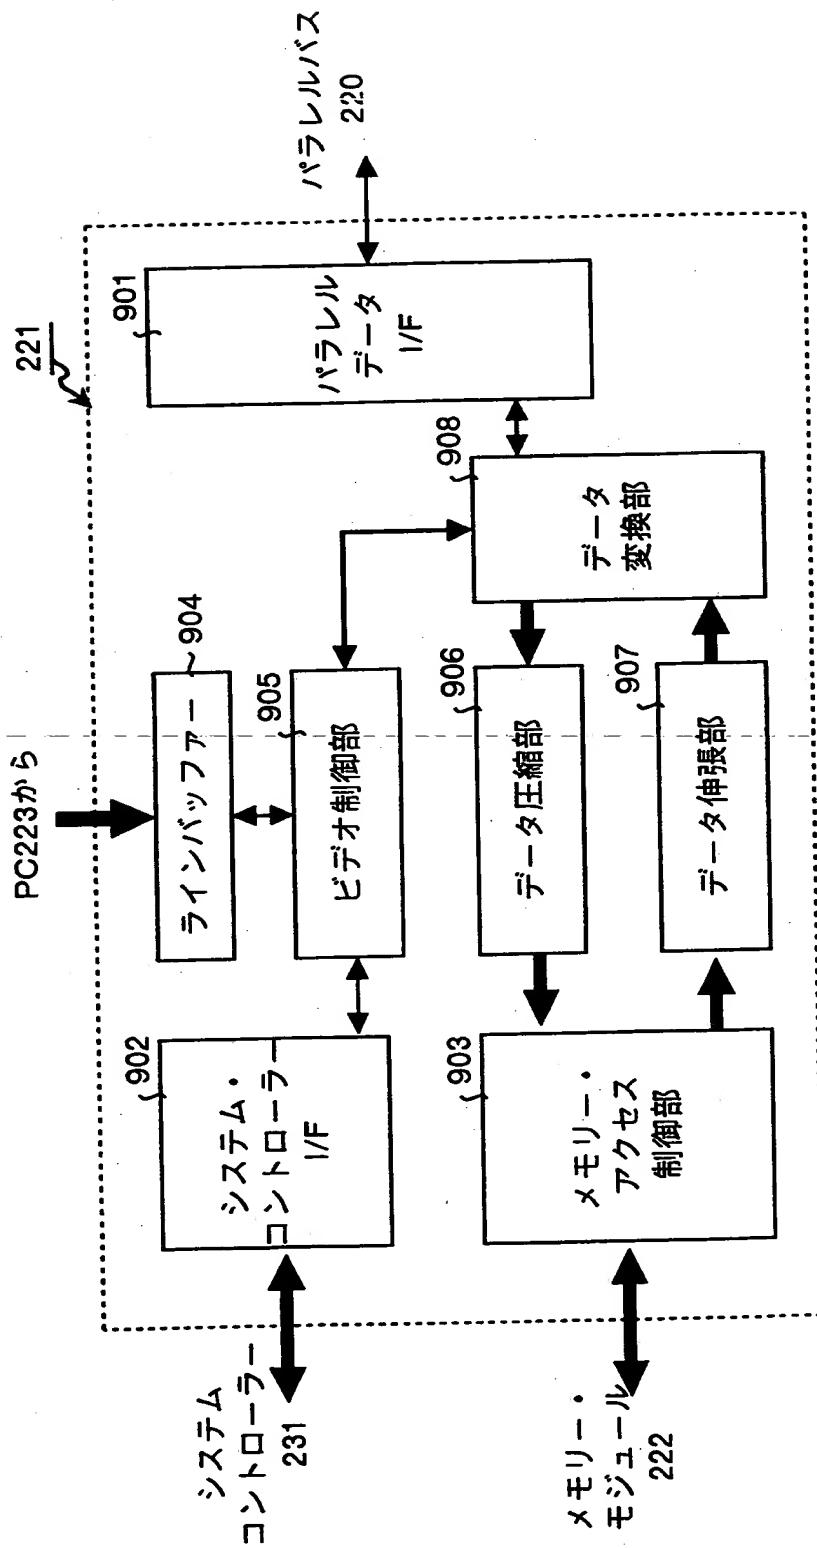 PC223から
221
ラインバッファー
904
902
システム・
コントローラー
I/F
905
ビデオ制御部
901
パラレル
データ
I/F
システム
コントローラー
231
パラレルバス
220
903
メモリー・
アクセス
制御部
906
データ圧縮部
908
データ
変換部
907
データ伸張部
メモリー・
モジュール
222